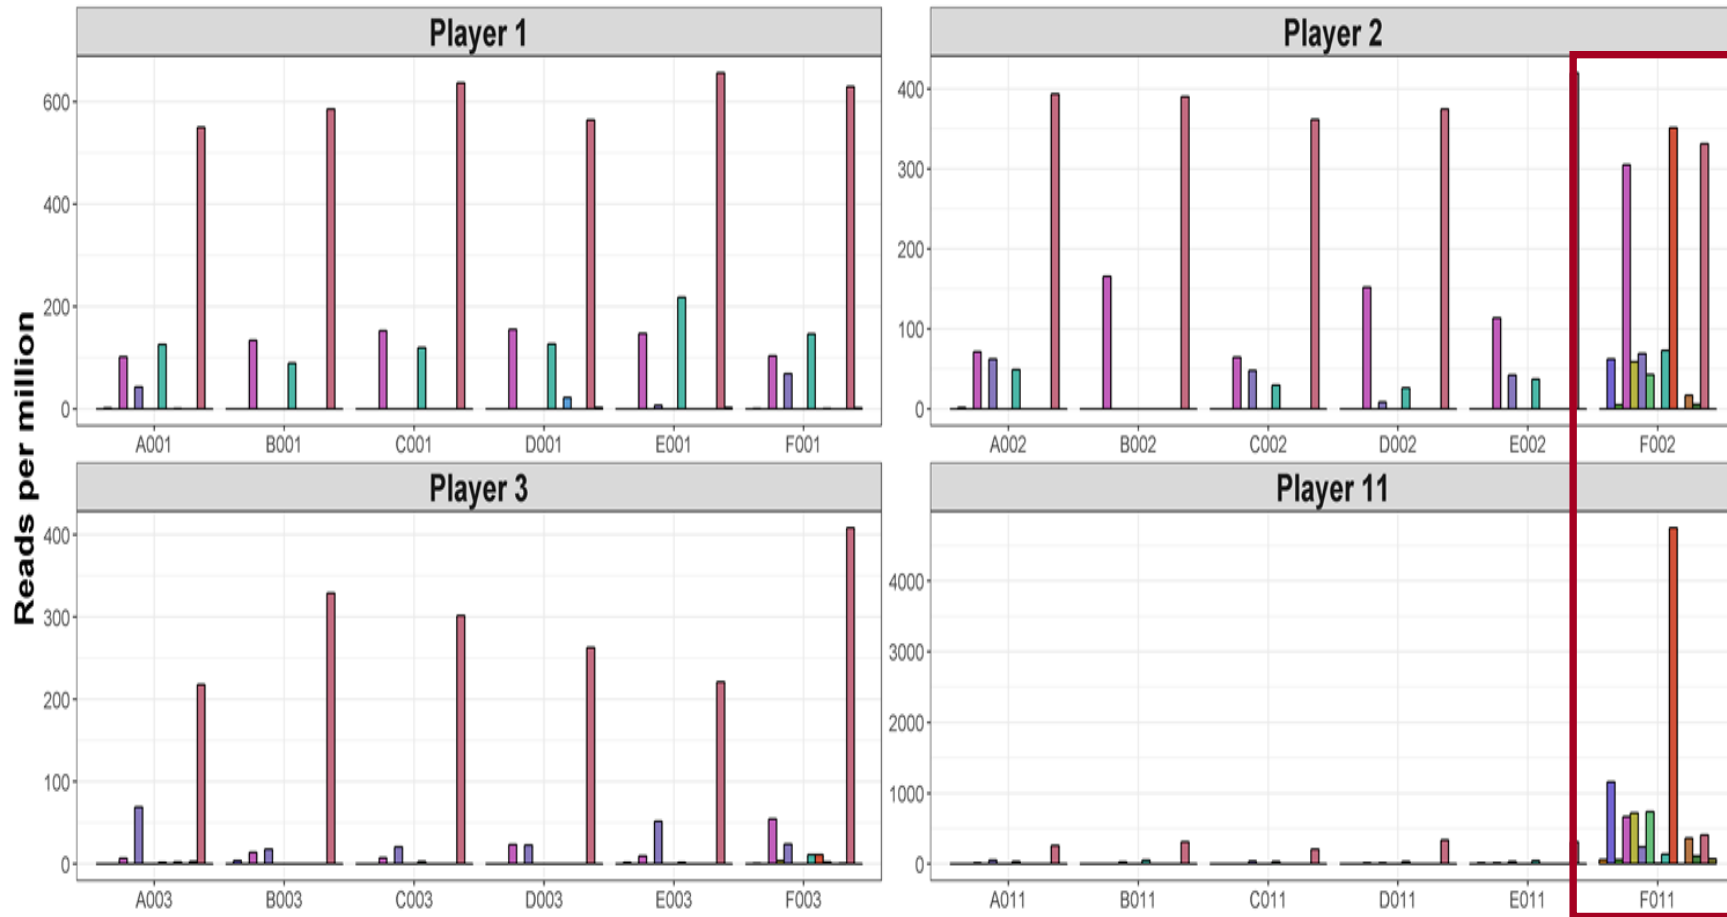 Player 1
Player 2
600
400
200
0
400
300
200
100
0
A001 B001 C001 D001 E001 F001
A002 B002 C002 D002 E002 F002
Reads per million
Player 3
Player 11
400
300
200
100
0
4000
3000
2000
1000
0
A003 B003 C003 D003 E003 F003
A011 B011 C011 D011 E011 F011